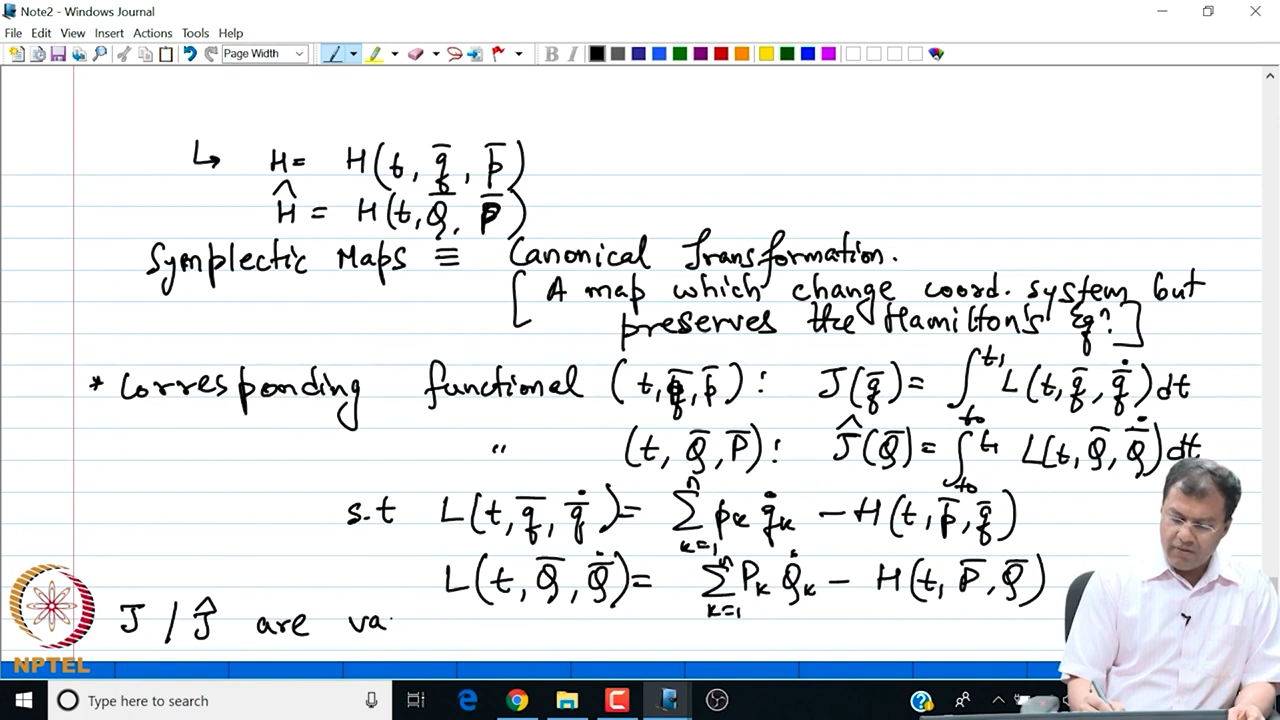 Note2 - Windows Journal
File Edit View Insert Actions Tools Help
Page Width B I
↳ H = H(t, q̄, p̄)
Ĥ = H(t, Q̄, P̄)
Symplectic Maps ≡ Canonical Transformation.
[A map which change coord. system but
preserves the Hamilton's Eqⁿ.]
* Corresponding functional (t, q̄, p̄): J(q̄) = ∫_{t₀}^{t₁} L(t, q̄, q̄̇) dt
" (t, Q̄, P̄): Ĵ(Q̄) = ∫_{t₀}^{t₁} L(t, Q̄, Q̄̇) dt
s.t L(t, q̄, q̄̇) = Σ_{k=1}^{n} pₖ q̇ₖ − H(t, p̄, q̄)
L(t, Q̄, Q̄̇) = Σ_{k=1}^{n} Pₖ Q̇ₖ − H(t, P̄, Q̄)
J / Ĵ are va
NPTEL
Type here to search